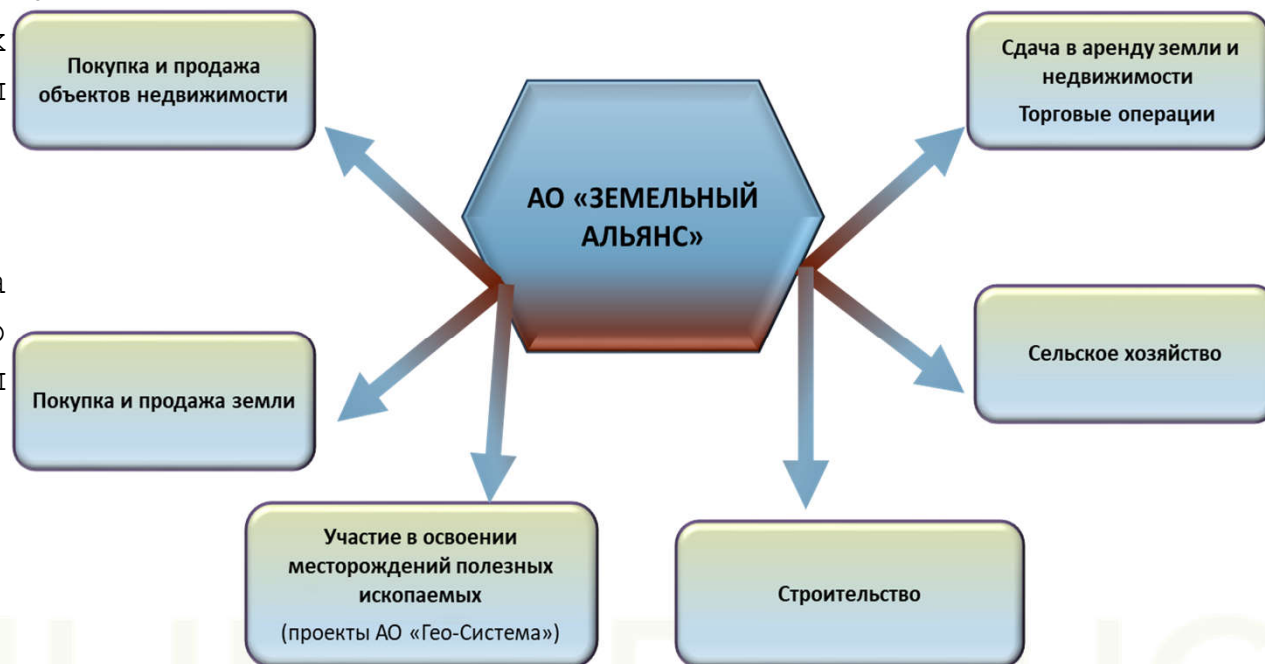 Покупка и продажа
объектов недвижимости
Сдача в аренду земли и
недвижимости
Торговые операции
АО «ЗЕМЕЛЬНЫЙ
АЛЬЯНС»
Покупка и продажа земли
Сельское хозяйство
Участие в освоении
месторождений полезных
ископаемых
(проекты АО «Гео-Система»)
Строительство